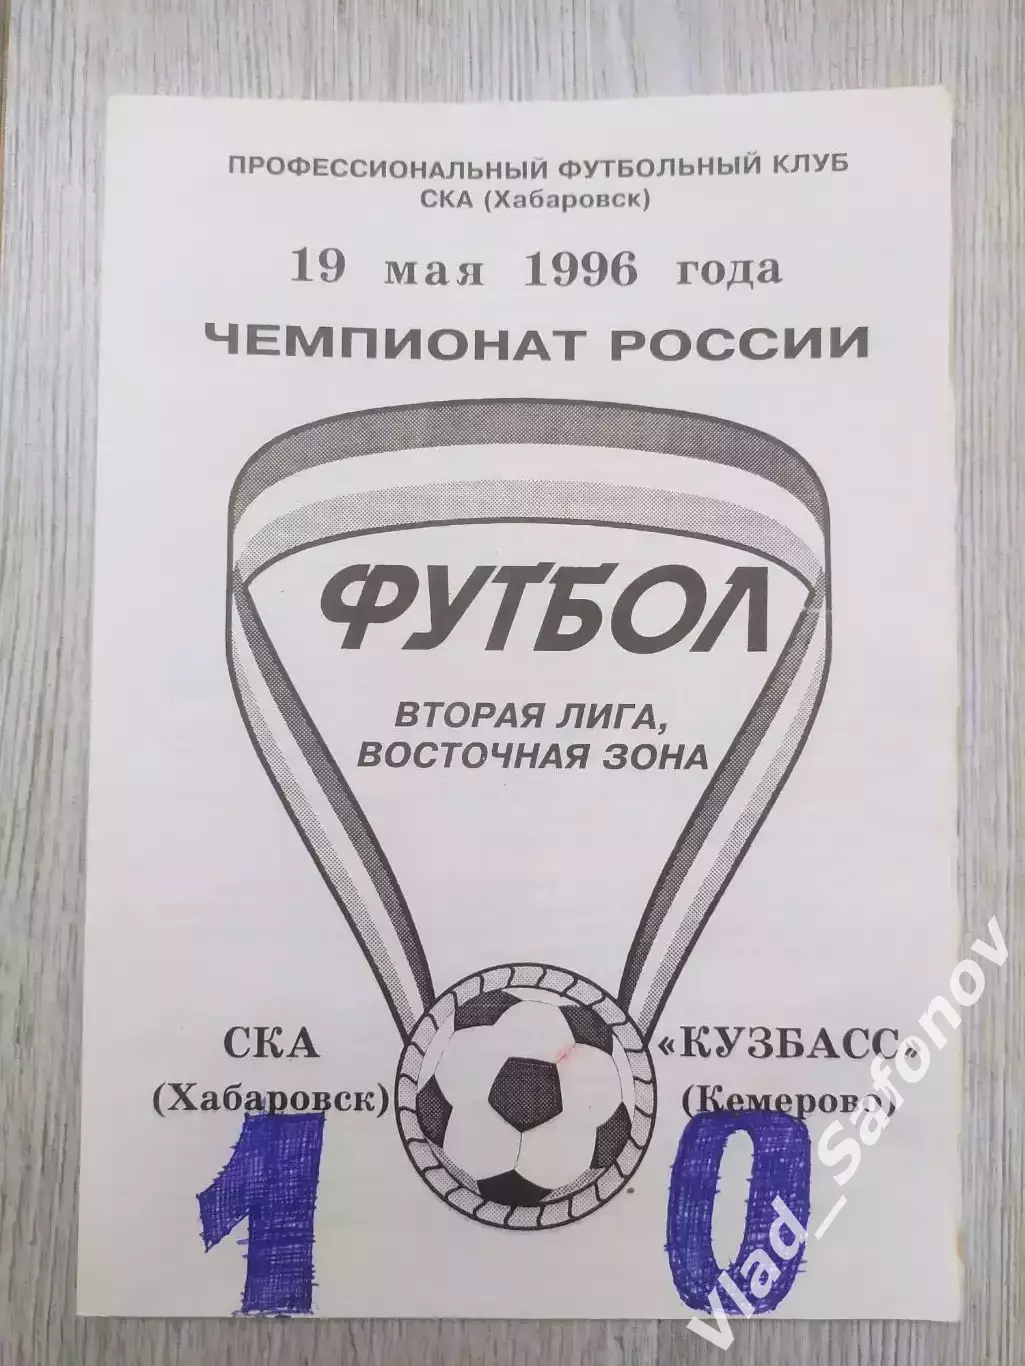 ПРОФЕССИОНАЛЬНЫЙ ФУТБОЛЬНЫЙ КЛУБ
СКА (Хабаровск)
19 мая 1996 года
ЧЕМПИОНАТ РОССИИ
ФУТБОЛ
ВТОРАЯ ЛИГА,
ВОСТОЧНАЯ ЗОНА
СКА «КУЗБАСС»
(Хабаровск) (Кемерово)
1 0
Vlad_Safonov